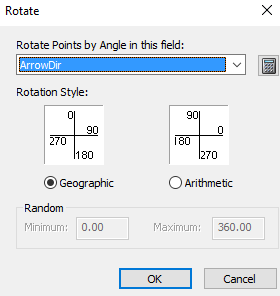 Rotate
Rotate Points by Angle in this field:
ArrowDir
Rotation Style:
0
90
270
180
90
0
180
270
Geographic
Arithmetic
Random
Minimum: 0.00 Maximum: 360.00
OK Cancel